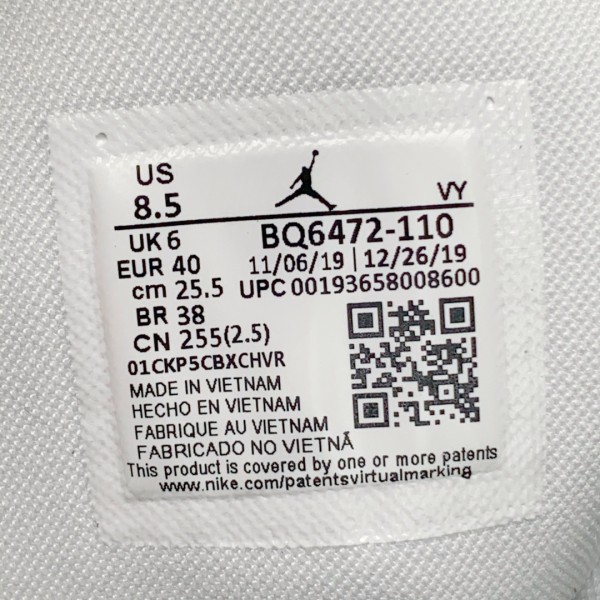 US
8.5
VY
UK 6
BQ6472-110
EUR 40
11/06/19 | 12/26/19
cm 25.5
UPC 00193658008600
BR 38
CN 255(2.5)
01CKP5CBXCHVR
MADE IN VIETNAM
HECHO EN VIETNAM
FABRIQUE AU VIETNAM
FABRICADO NO VIETNÃ
This product is covered by one or more patents
www.nike.com/patentsvirtualmarking